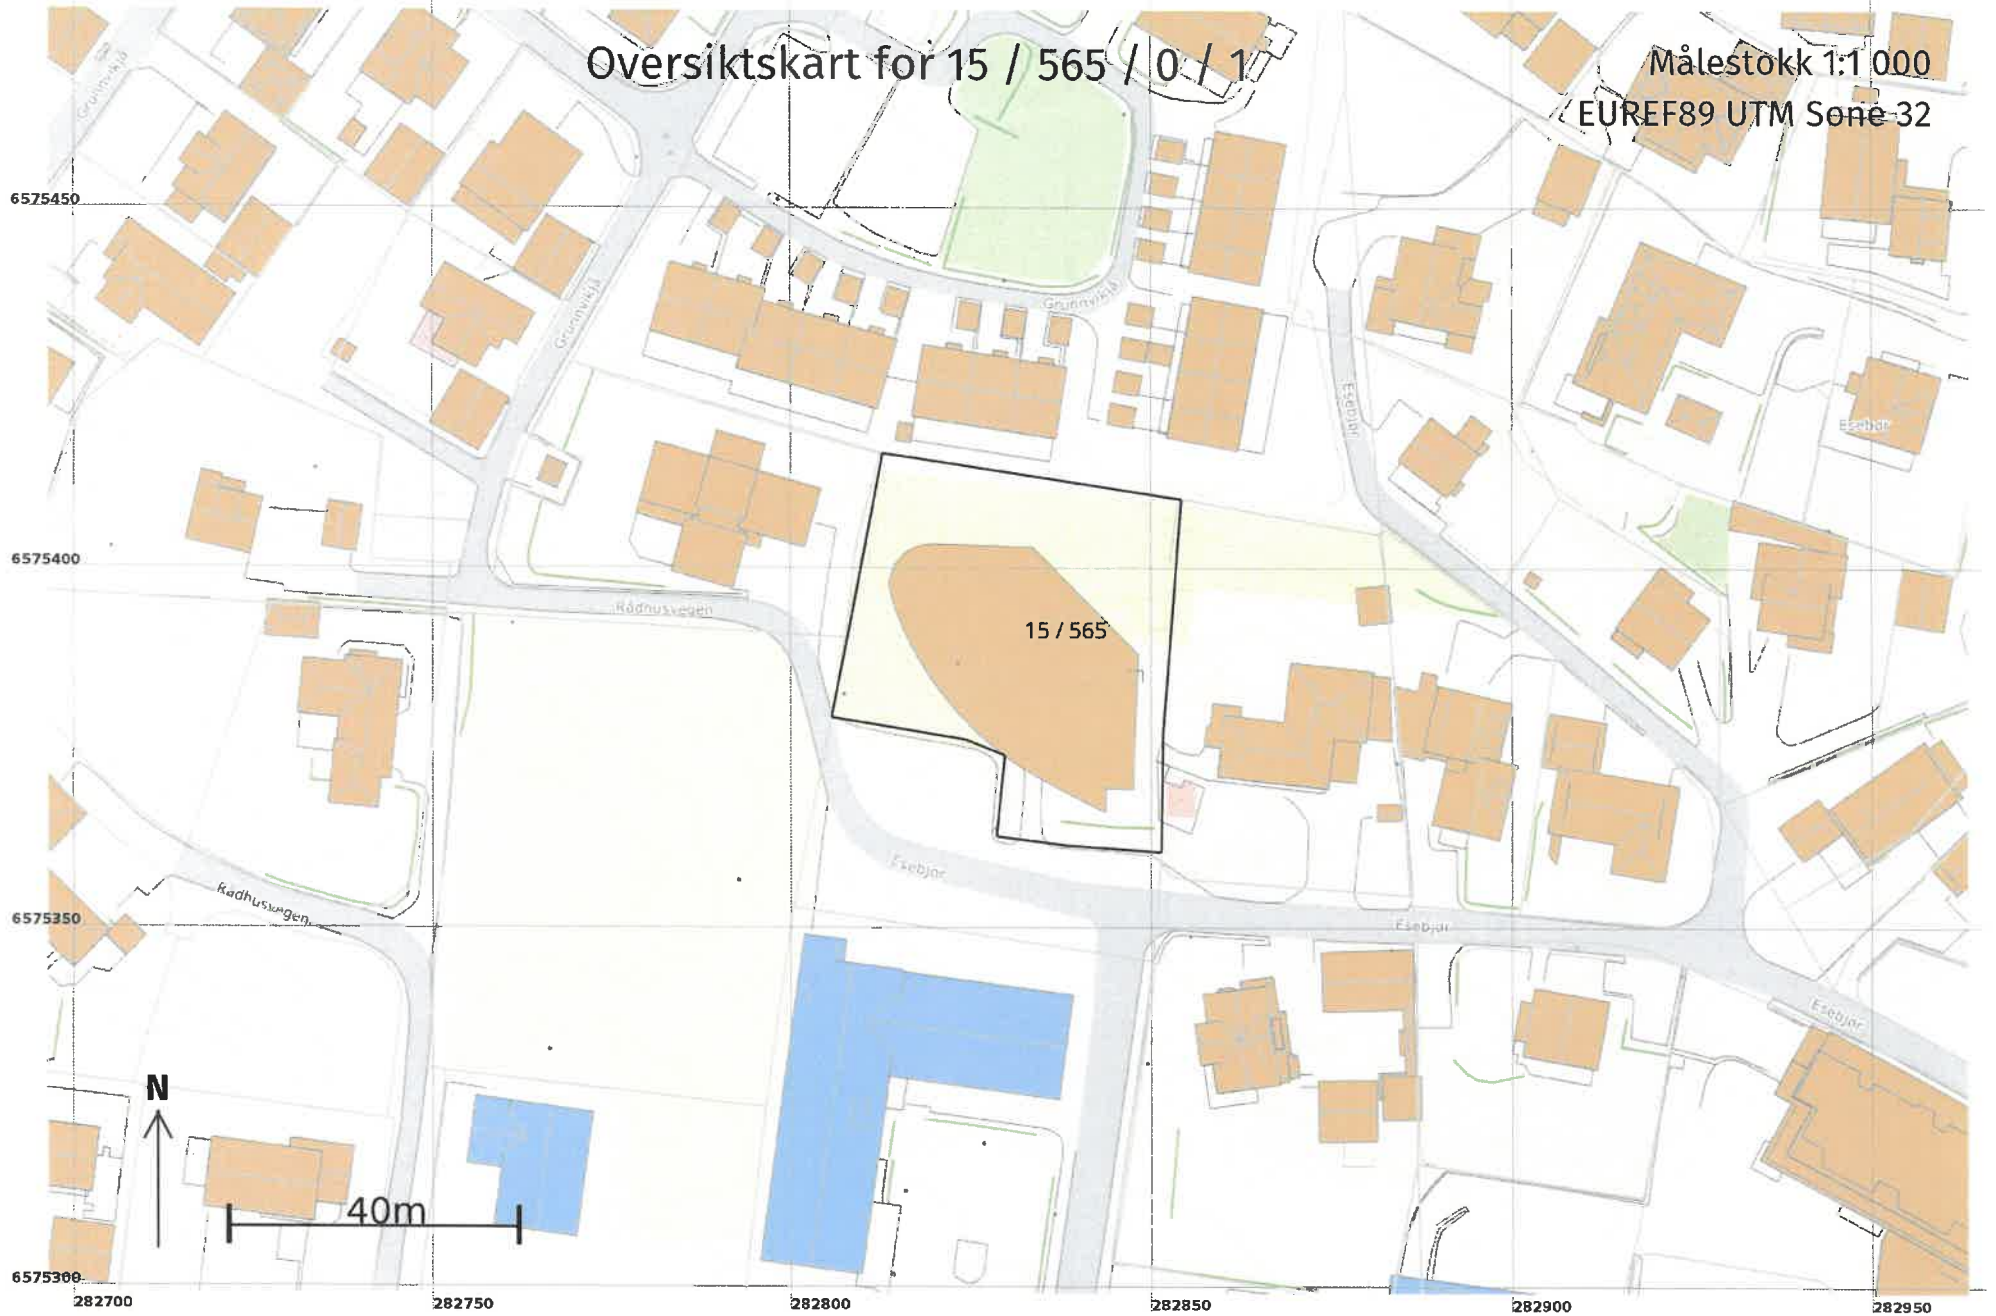 Oversiktskart for 15 / 565 / 0 / 1
Målestokk 1:1 000
EUREF89 UTM Sone 32
Grunnvikjå
6575450
Grunnvikjå
Grunnvikjå
Esebjør
Esebjør
6575400
Rådhusvegen
15 / 565
Esebjør
Rådhusvegen
6575350
Esebjør
Esebjør
N
40m
6575300
282700
282750
282800
282850
282900
282950